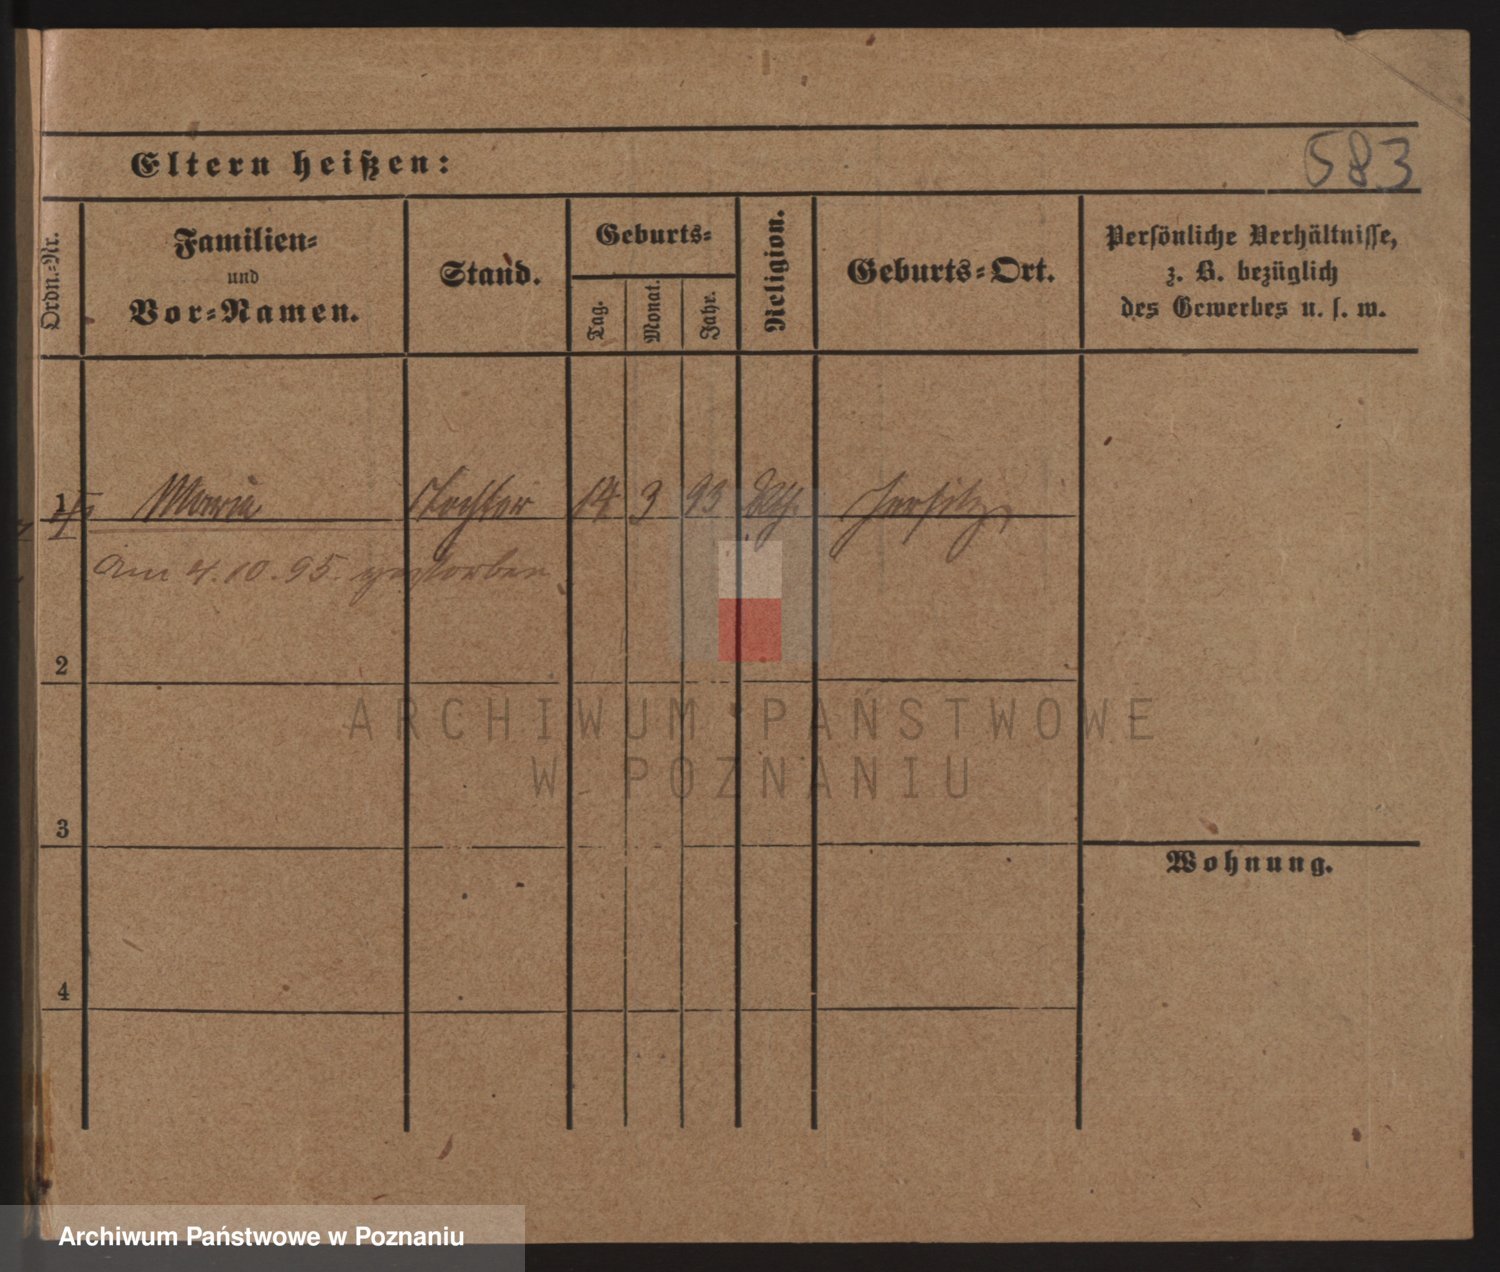 583
Eltern heißen:
Ordn.-Nr.
Familien-
und
Vor-Namen.
Stand.
Geburts-
Tag.
Monat.
Jahr.
Religion.
Geburts-Ort.
Persönliche Verhältnisse,
z. B. bezüglich
des Gewerbes u. s. w.
1 Maria Tochter 14 3 93 kth. Jersitz
Am 4.10.95. gestorben
2
ARCHIWUM PAŃSTWOWE
W POZNANIU
3
Wohnung.
4
Archiwum Państwowe w Poznaniu